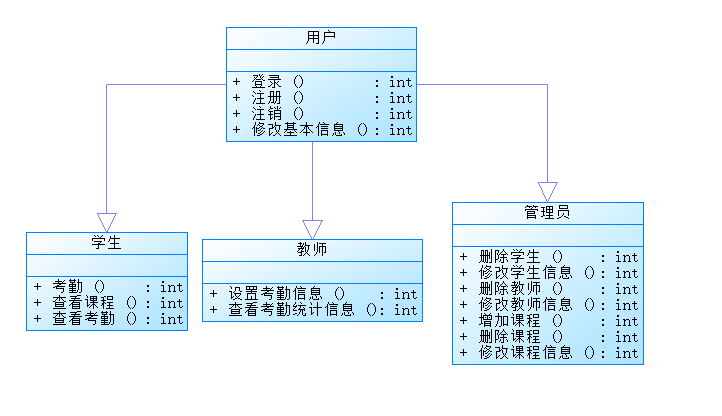 用户
+ 登录 () : int
+ 注册 () : int
+ 注销 () : int
+ 修改基本信息 () : int
学生
+ 考勤 () : int
+ 查看课程 () : int
+ 查看考勤 () : int
教师
+ 设置考勤信息 () : int
+ 查看考勤统计信息 () : int
管理员
+ 删除学生 () : int
+ 修改学生信息 () : int
+ 删除教师 () : int
+ 修改教师信息 () : int
+ 增加课程 () : int
+ 删除课程 () : int
+ 修改课程信息 () : int